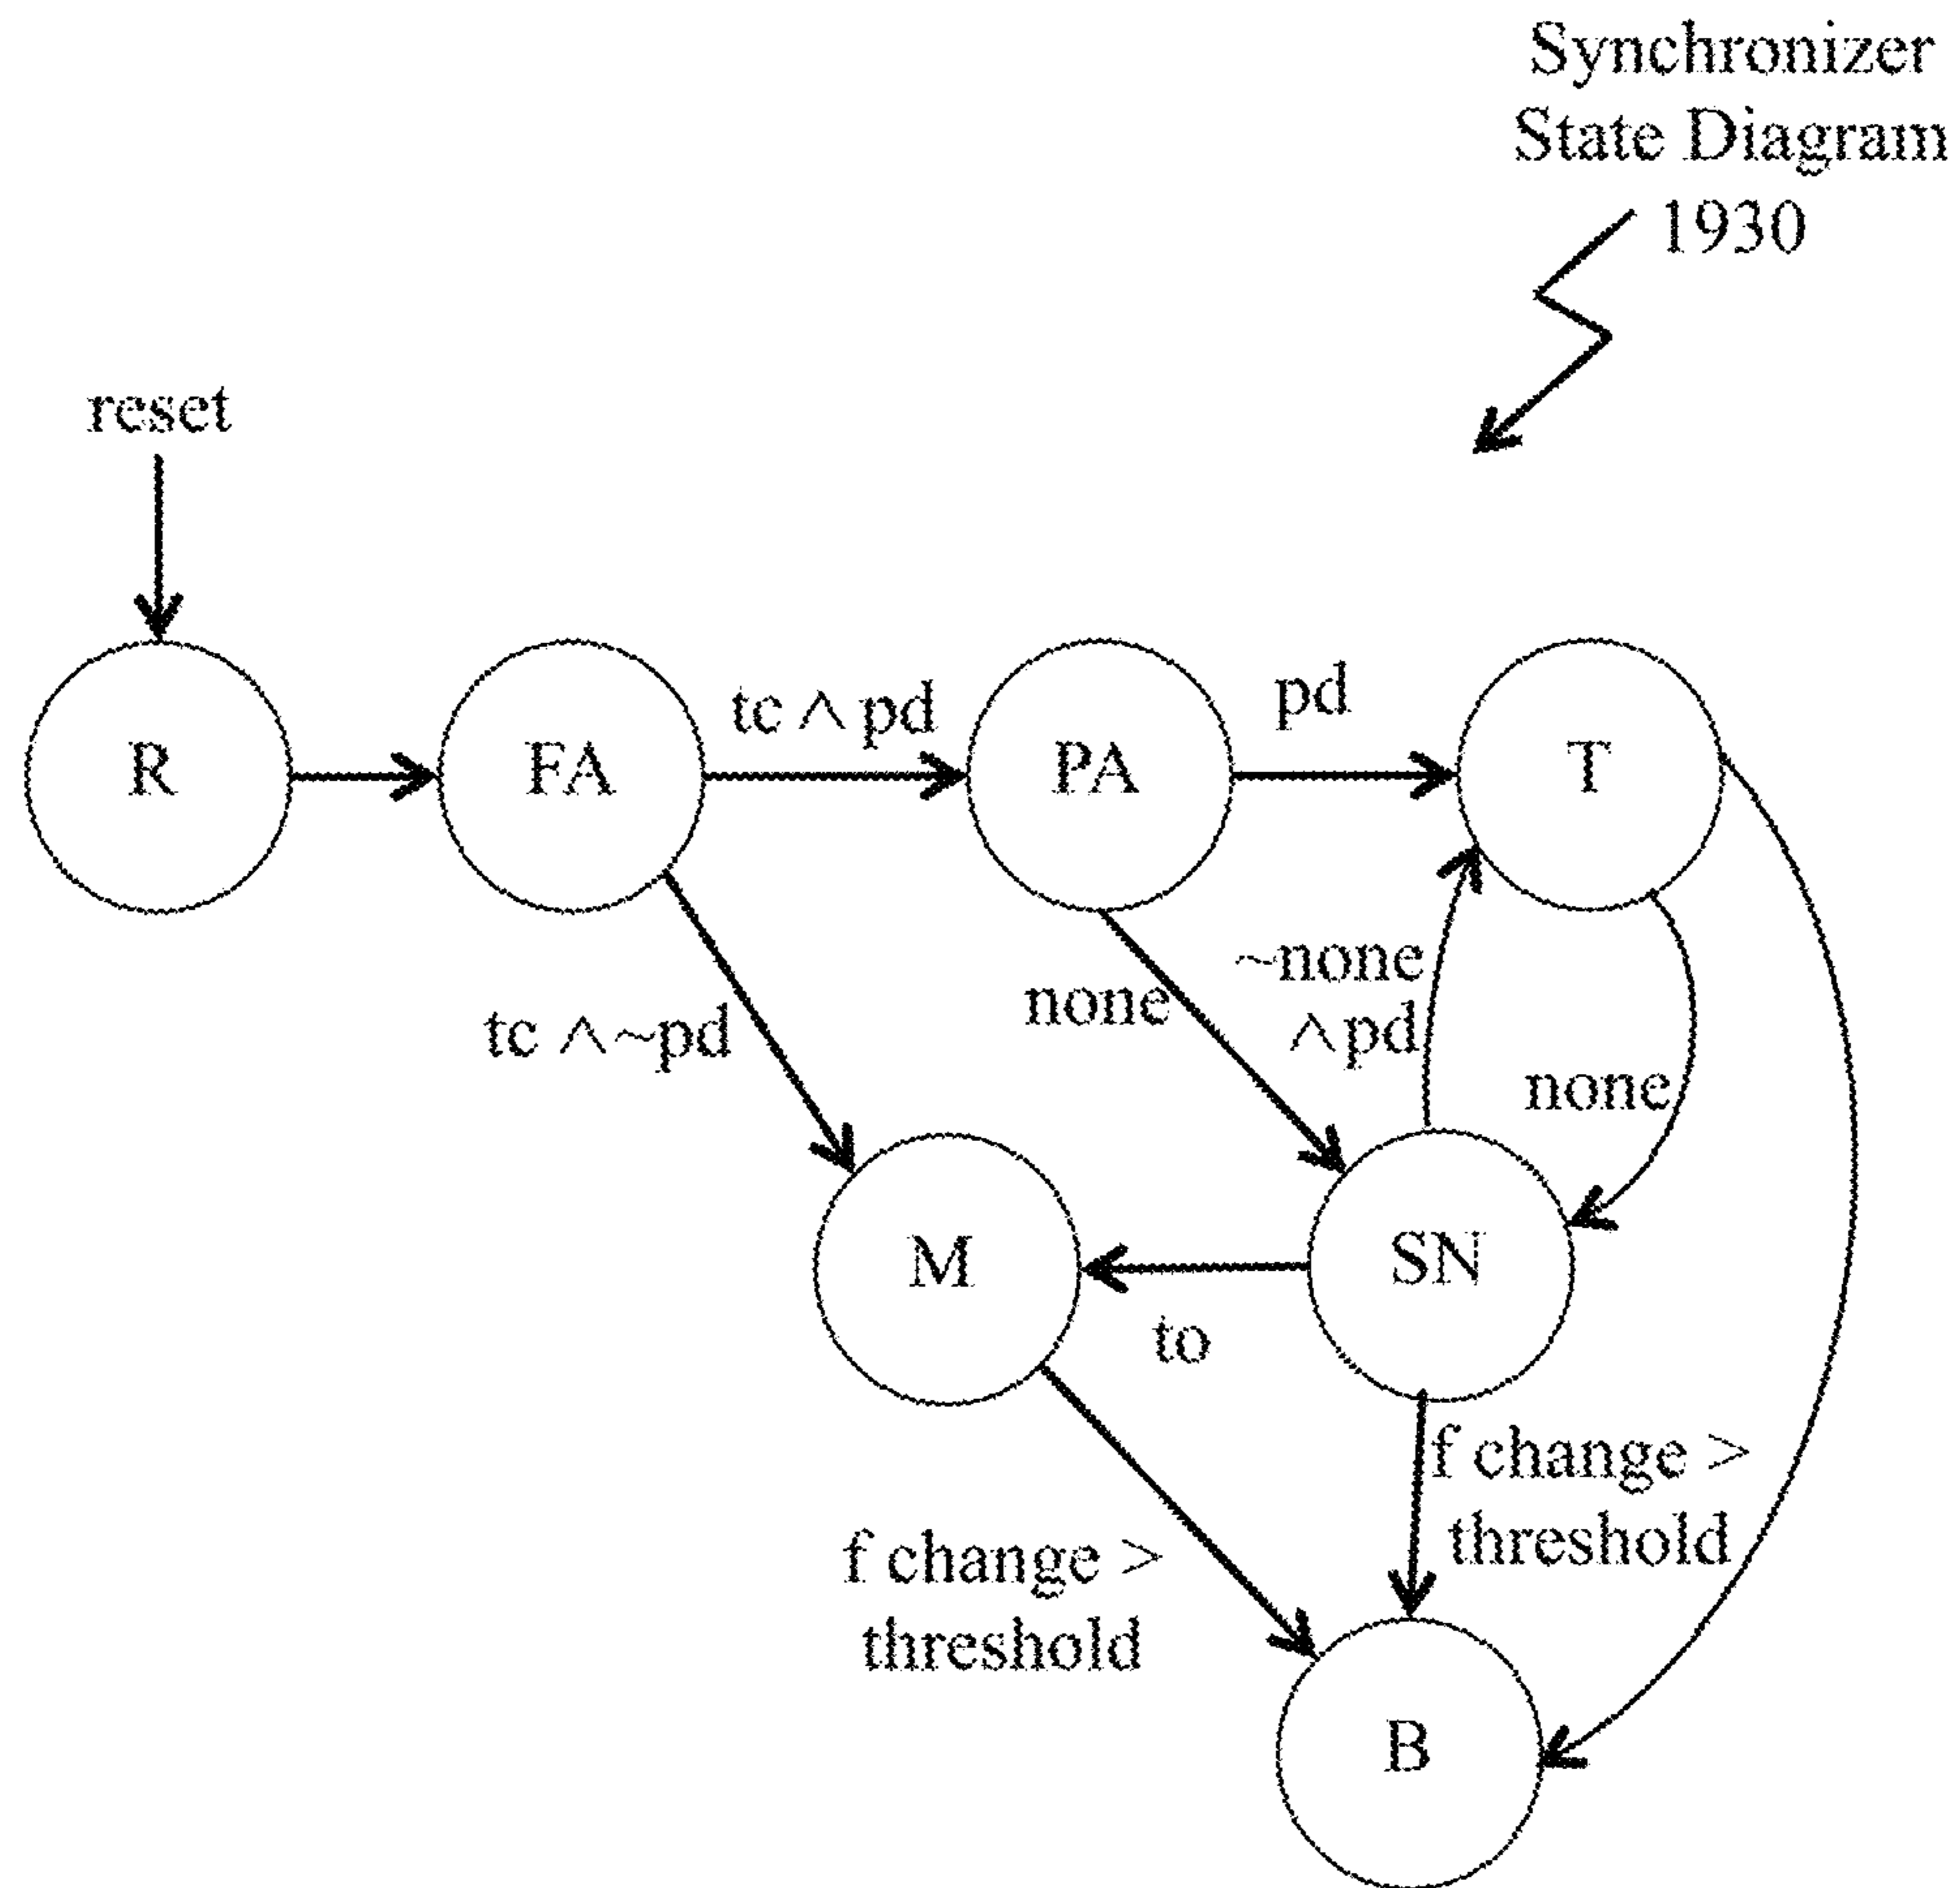 Synchronizer
State Diagram
1930
reset
R
FA
tc ∧ pd
PA
pd
T
tc ∧ ~pd
none
~none
∧ pd
none
M
to
SN
f change >
threshold
f change >
threshold
B